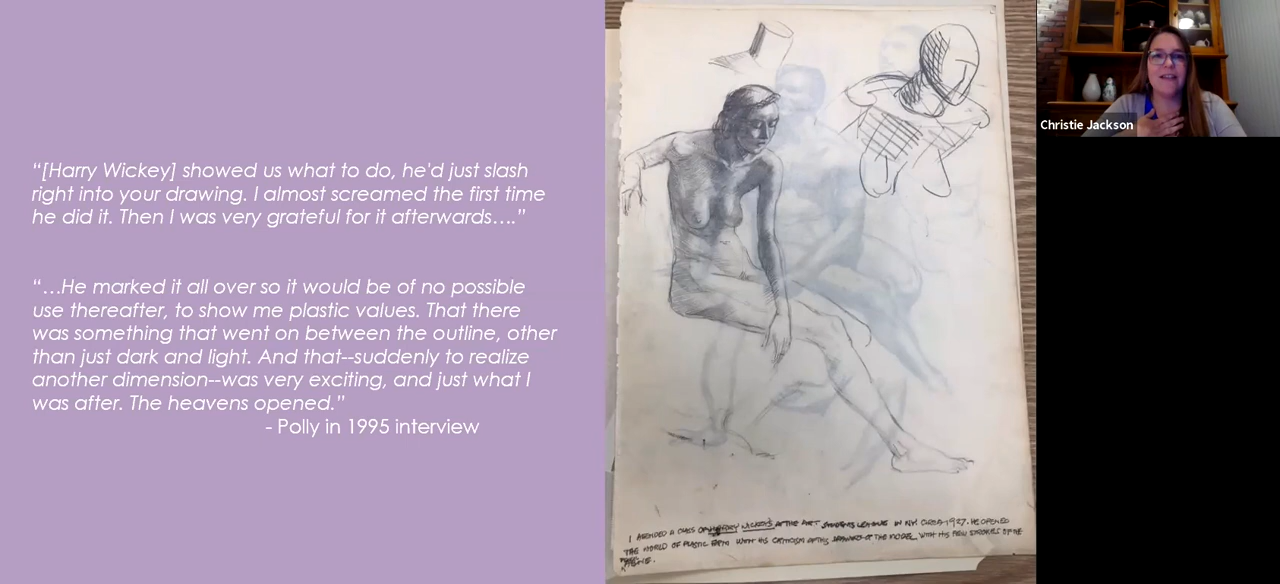 “[Harry Wickey] showed us what to do, he'd just slash
right into your drawing. I almost screamed the first time
he did it. Then I was very grateful for it afterwards....”
“…He marked it all over so it would be of no possible
use thereafter, to show me plastic values. That there
was something that went on between the outline, other
than just dark and light. And that--suddenly to realize
another dimension--was very exciting, and just what I
was after. The heavens opened.”
- Polly in 1995 interview
Christie Jackson
I ATTENDED A CLASS OF HARRY WICKEY'S AT THE ART STUDENTS LEAGUE IN NY. CIRCA 1927. HE OPENED
THE WORLD OF PLASTIC WITH HIS CRITICISM OF THIS DRAWING OF THE MODEL WITH HIS FEW STROKES OF THE